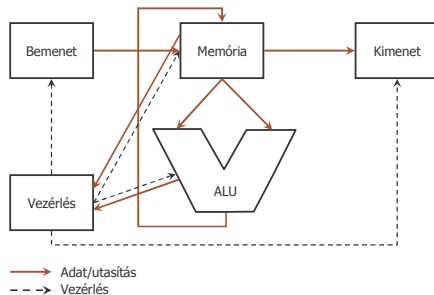 Bemenet
Memória
Kimenet
ALU
Vezérlés
Adat/utasítás
Vezérlés